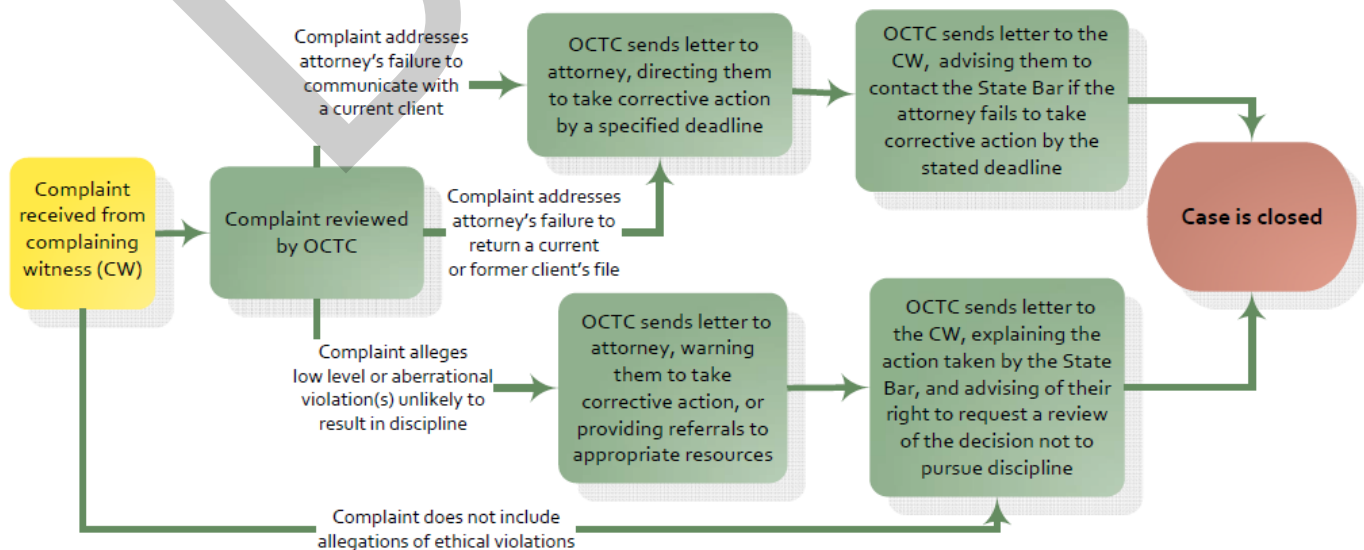 Complaint
received from
complaining
witness (CW)
Complaint reviewed
by OCTC
Complaint addresses
attorney’s failure to
communicate with
a current client
Complaint addresses
attorney’s failure to
return a current
or former client’s file
OCTC sends letter to
attorney, directing them
to take corrective action
by a specified deadline
OCTC sends letter to the
CW,  advising them to
contact the State Bar if the
attorney fails to take
corrective action by the
stated deadline
Case is closed
Complaint alleges
low level or aberrational
violation(s) unlikely to
result in discipline
OCTC sends letter to
attorney, warning
them to take
corrective action, or
providing referrals to
appropriate resources
OCTC sends letter to
the CW, explaining the
action taken by the State
Bar, and advising of their
right to request a review
of the decision not to
pursue discipline
Complaint does not include
allegations of ethical violations